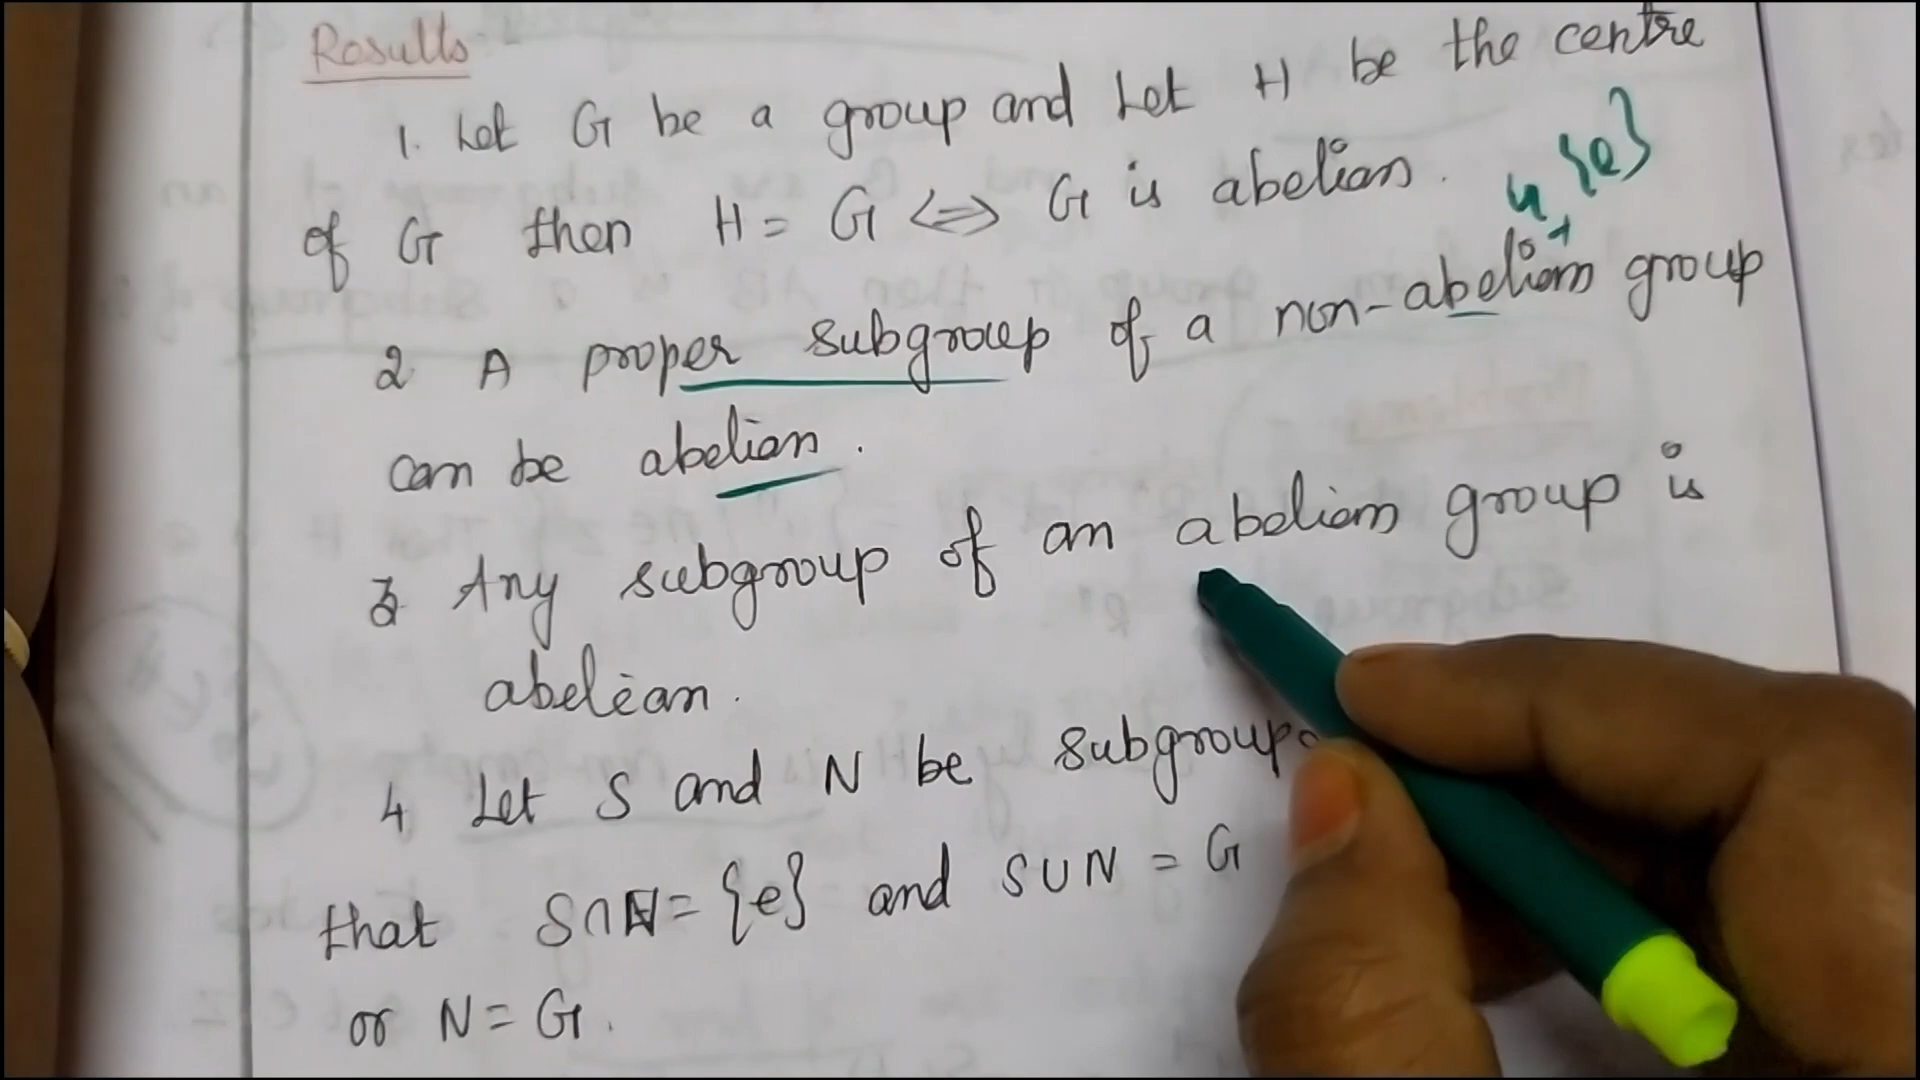 Results
1. Let G be a group and Let H be the centre
of G then H = G <=> G is abelian.
{e}
2 A proper subgroup of a non-abelian group
can be abelian.
3 Any subgroup of an abelian group is
abelian.
4 Let S and N be subgroups
that S∩N = {e} and S∪N = G
or N = G.